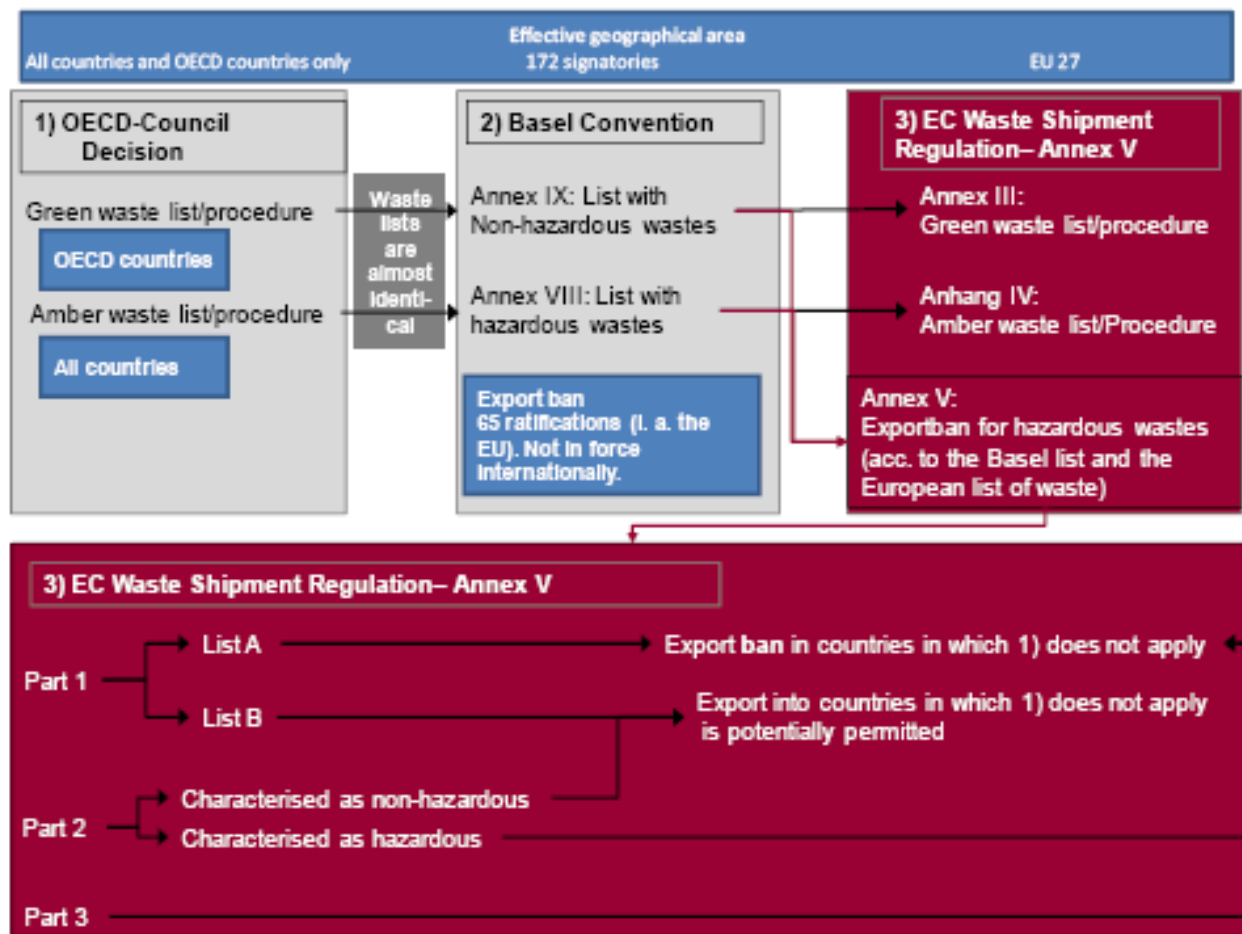 Effective geographical area
All countries and OECD countries only
172 signatories
EU 27
1) OECD-Council
Decision
Green waste list/procedure
OECD countries
Amber waste list/procedure
All countries
Waste
lists
are
almost
identi-
cal
2) Basel Convention
Annex IX: List with
Non-hazardous wastes
Annex VIII: List with
hazardous wastes
Export ban
65 ratifications (i. a. the
EU). Not in force
internationally.
3) EC Waste Shipment
Regulation– Annex V
Annex III:
Green waste list/procedure
Anhang IV:
Amber waste list/Procedure
Annex V:
Exportban for hazardous wastes
(acc. to the Basel list and the
European list of waste)
3) EC Waste Shipment Regulation– Annex V
Part 1
List A
Export ban in countries in which 1) does not apply
List B
Export into countries in which 1) does not apply
is potentially permitted
Part 2
Characterised as non-hazardous
Characterised as hazardous
Part 3